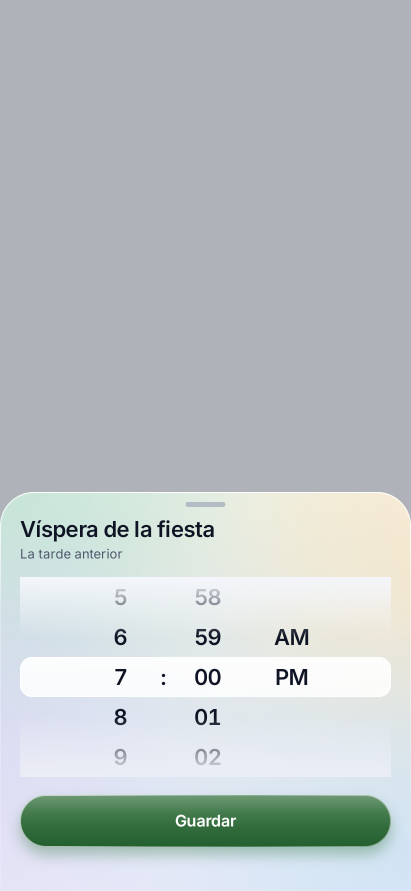 Víspera de la fiesta
La tarde anterior
5 58
6 59 AM
7 : 00 PM
8 01
9 02
Guardar